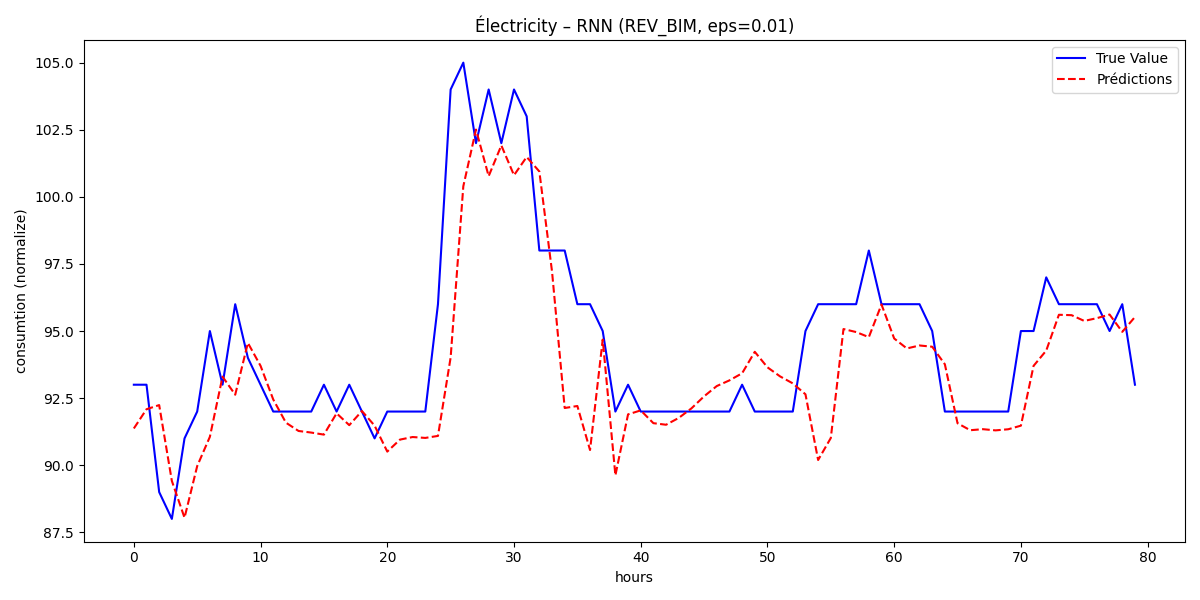 Électricity – RNN (REV_BIM, eps=0.01)
True Value
Prédictions
consumtion (normalize)
105.0
102.5
100.0
97.5
95.0
92.5
90.0
87.5
0 10 20 30 40 50 60 70 80
hours